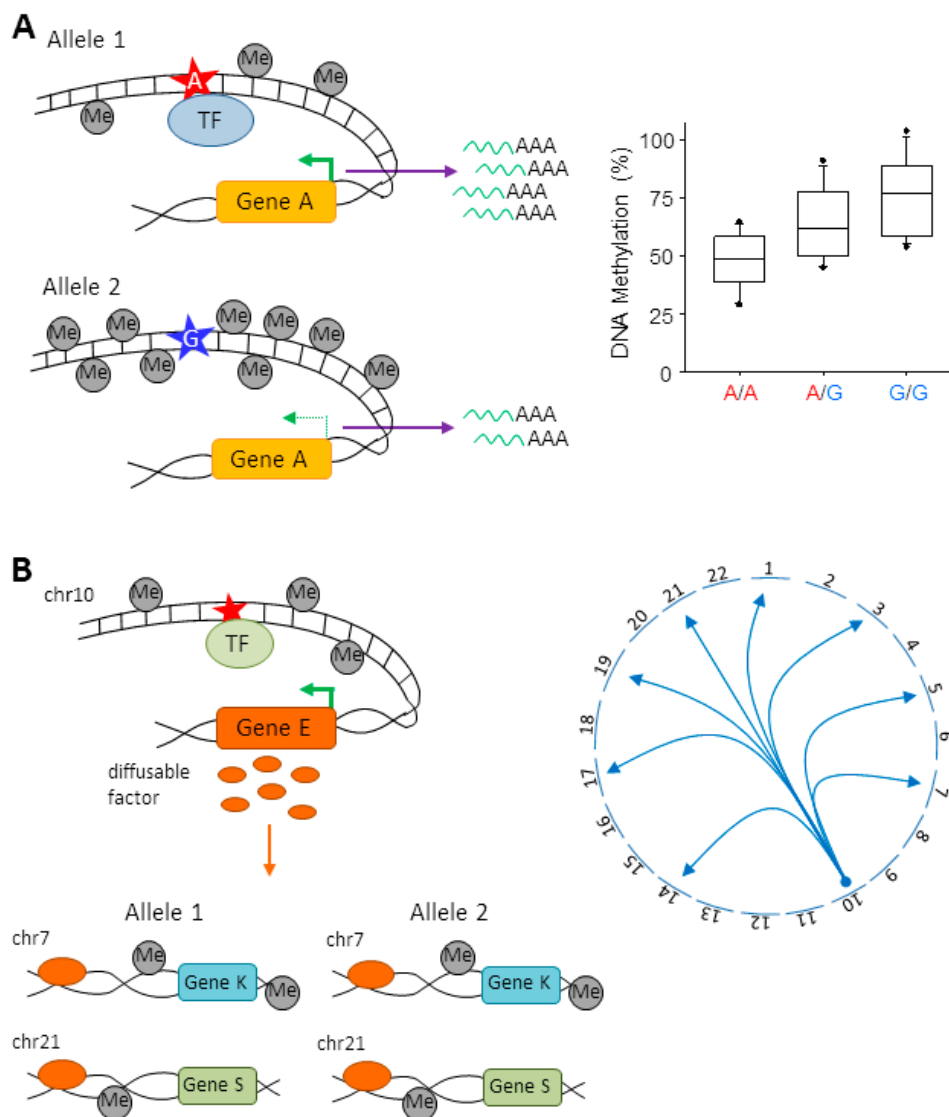 A
Allele 1
Me
Me
A
Me
TF
AAA
AAA
AAA
AAA
Gene A
Allele 2
Me
Me
Me
Me
Me
G
Me
Me
Me
Me
AAA
AAA
Gene A
DNA Methylation (%)
100
75
50
25
0
A/A
A/G
G/G
B
chr10
Me
Me
TF
Me
Gene E
diffusable
factor
Allele 1
Allele 2
chr7
Me
Gene K
Me
chr7
Me
Gene K
Me
chr21
Gene S
Me
chr21
Gene S
Me
1
2
3
4
5
6
7
8
9
10
11
12
13
14
15
16
17
18
19
20
21
22